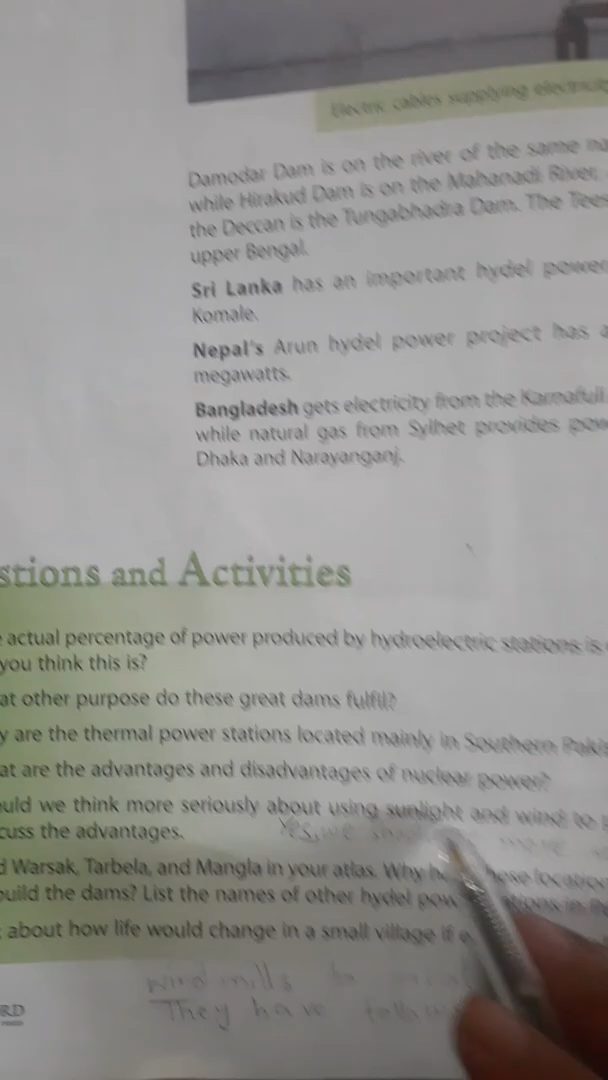 Electric cables supplying electricity
Damodar Dam is on the river of the same
while Hirakud Dam is on the Mahanadi River,
the Deccan is the Tungabhadra Dam. The
upper Bengal.
Sri Lanka has an important hydel power
Komale.
Nepal's Arun hydel power project has a
megawatts.
Bangladesh gets electricity from the Karnafuli
while natural gas from Sylhet provides
Dhaka and Narayanganj.
stions and Activities
actual percentage of power produced by hydroelectric stations is
you think this is?
at other purpose do these great dams fulfil?
y are the thermal power stations located mainly in Southern
at are the advantages and disadvantages of nuclear power?
uld we think more seriously about using sunlight and wind to
cuss the advantages.
Yes, we more
d Warsak, Tarbela, and Mangla in your atlas. Why
build the dams? List the names of other hydel
about how life would change in a small village if
wind mills to
They have
RD